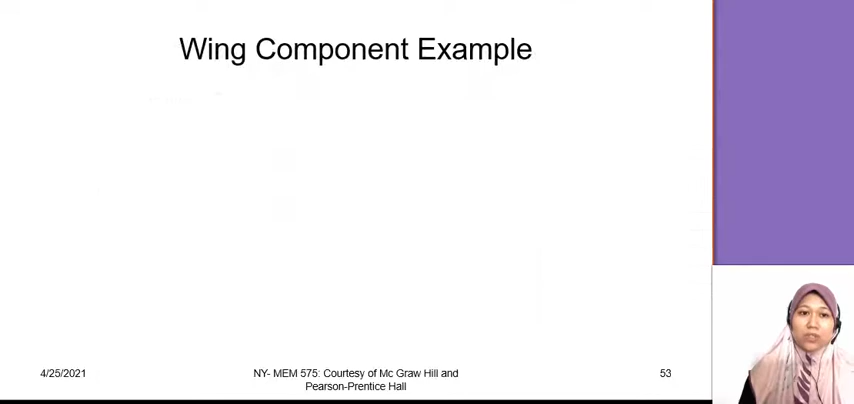 Wing Component Example
4/25/2021
NY- MEM 575: Courtesy of Mc Graw Hill and
Pearson-Prentice Hall
53